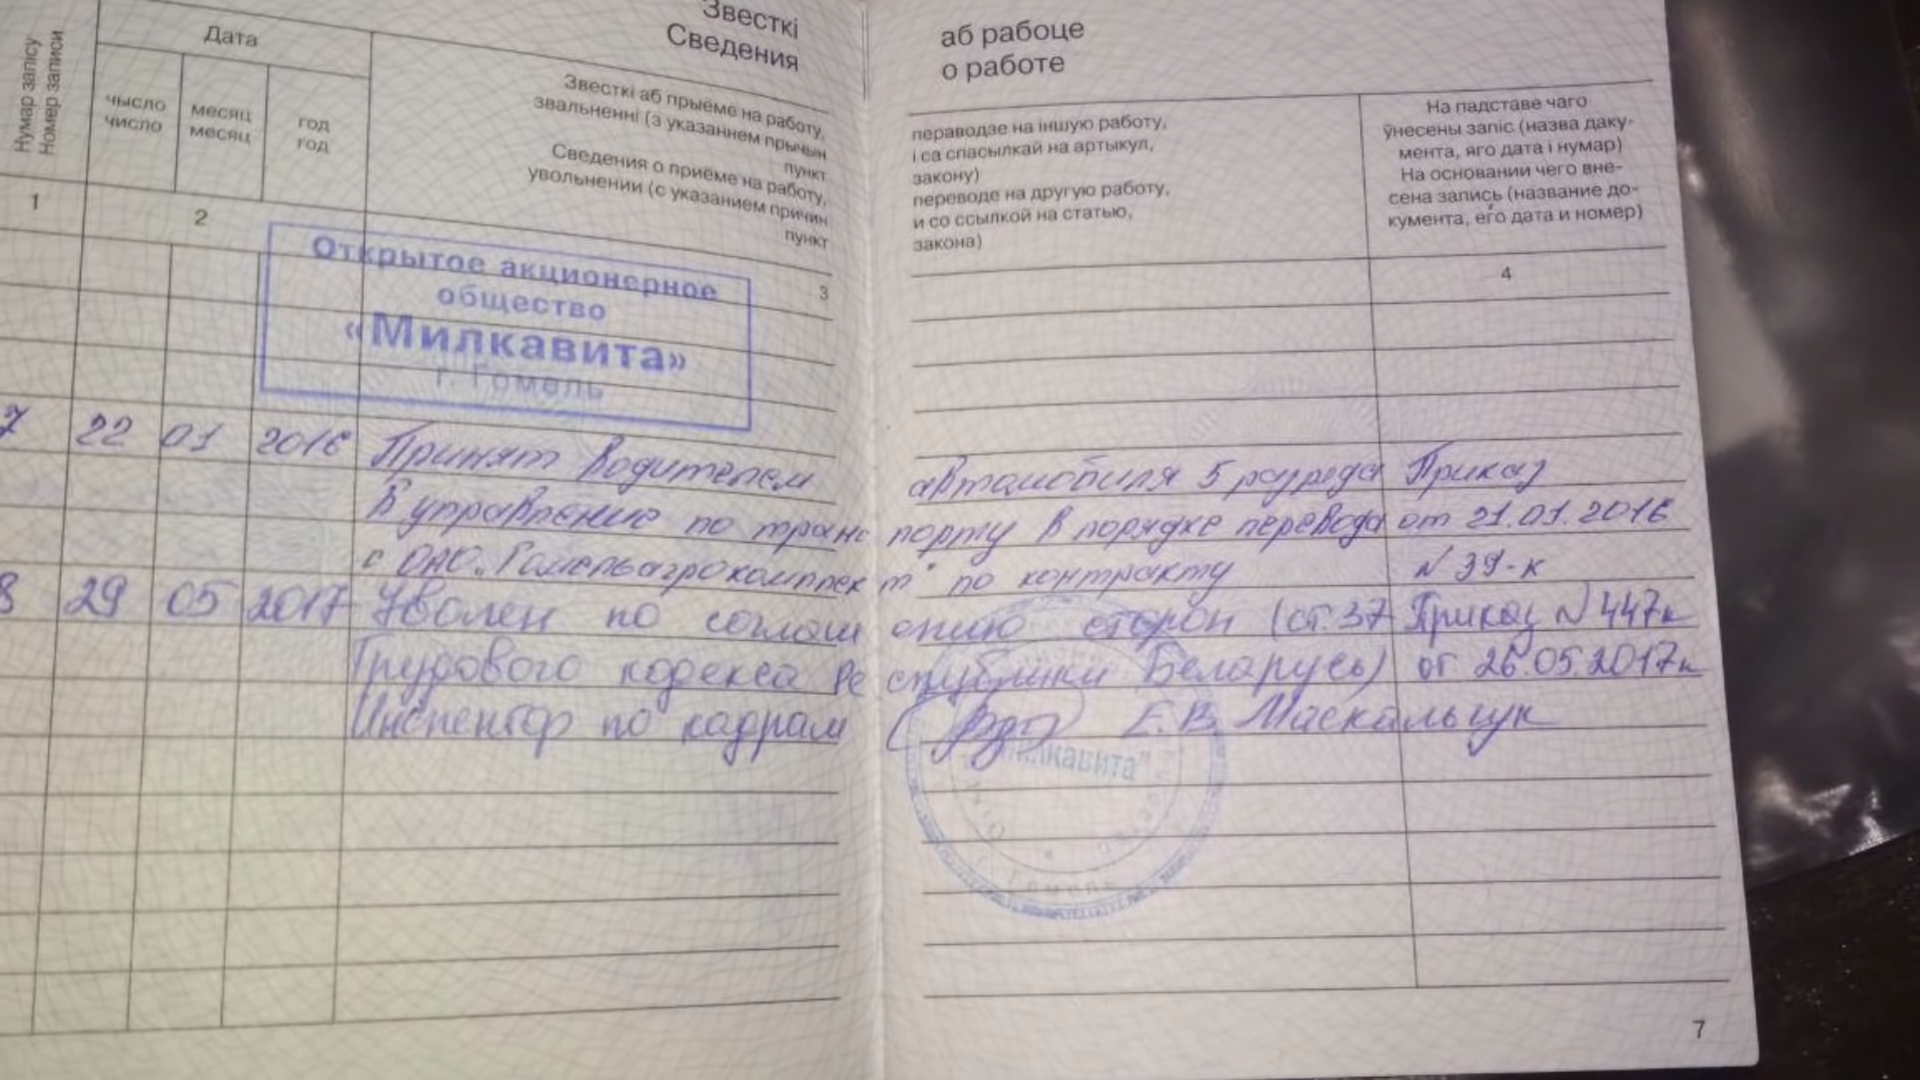 Звесткі
Сведения
аб рабоце
о работе
Нумар запісу
Номер записи
Дата
чысло
число
месяц
месяц
год
год
Звесткі аб прыёме на работу,
звальненні (з указаннем прычын
пункт
Сведения о приёме на работу,
увольнении (с указанием причин
пункт
пераводзе на іншую работу,
і са спасылкай на артыкул,
закону)
переводе на другую работу,
и со ссылкой на статью,
закона)
На падставе чаго
ўнесены запіс (назва даку-
мента, яго дата і нумар)
На основании чего вне-
сена запись (название до-
кумента, его дата и номер)
1 2 3 4
Открытое акционерное
общество
«Милкавита»
г. Гомель
7 22 01 2016 Принят водителем автомобиля 5 разряда Приказ
в управление по транспорту в порядке перевода от 21.01.2016
с ОАО „Гомельагрокомплект" по контракту № 39-к
8 29 05 2017 Уволен по соглашению сторон (ст. 37 Приказ № 447к
Трудового кодекса Республики Беларусь) от 26.05.2017г
Инспектор по кадрам Е.В. Маскальчук
"Милкавита"
Гомель
7